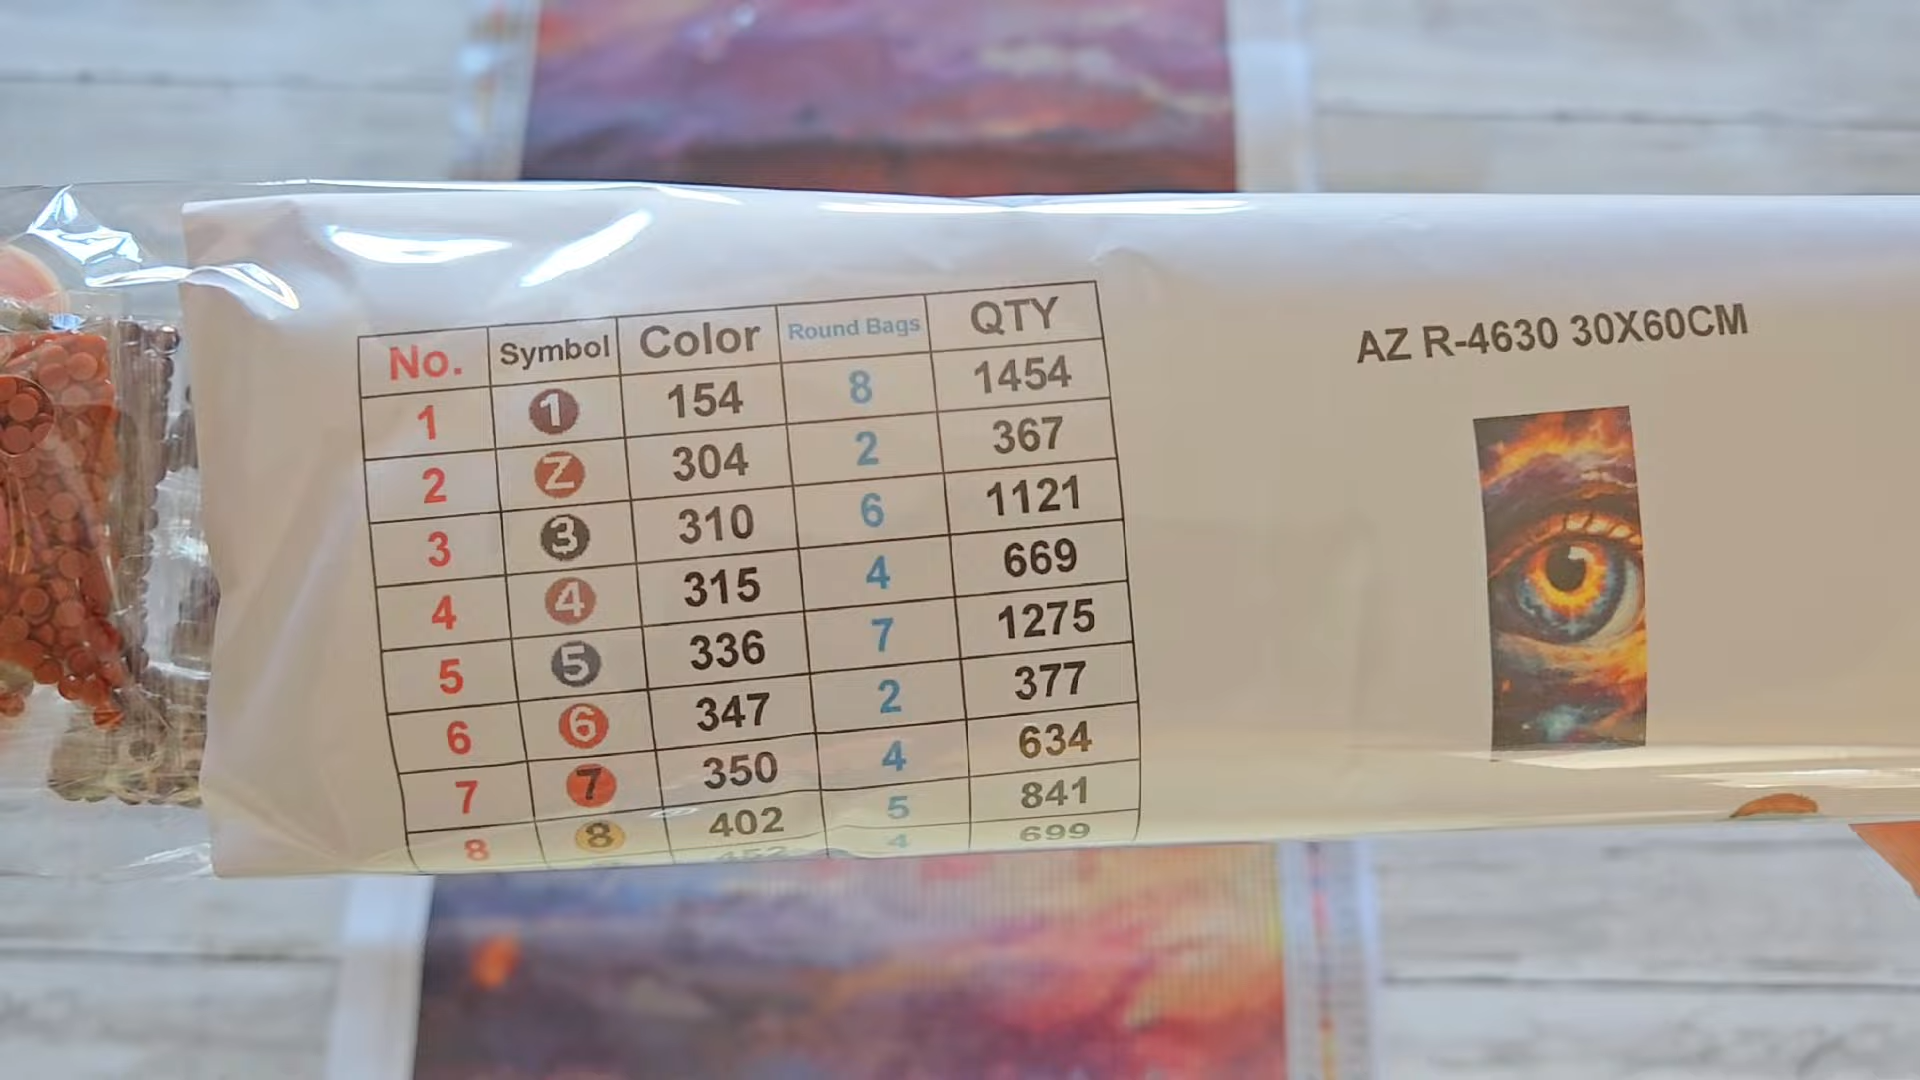 No. Symbol Color Round Bags QTY
1 1 154 8 1454
2 Z 304 2 367
3 3 310 6 1121
4 4 315 4 669
5 5 336 7 1275
6 6 347 2 377
7 7 350 4 634
8 8 402 5 841
4 699
AZ R-4630 30X60CM